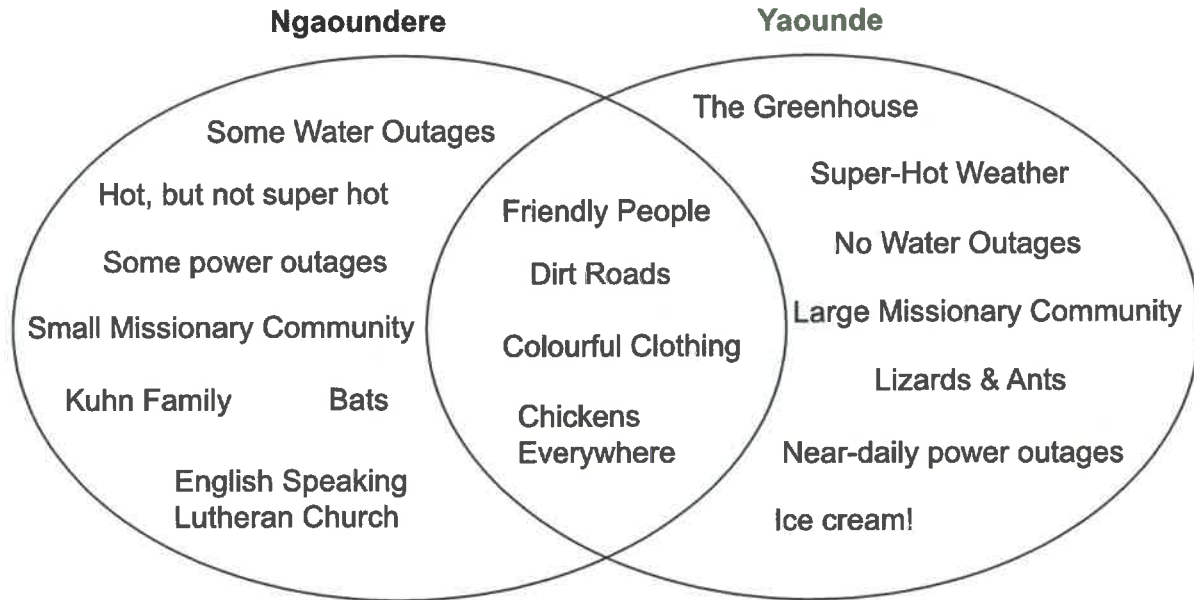 Ngaoundere
Yaounde
Some Water Outages
Hot, but not super hot
Some power outages
Small Missionary Community
Kuhn Family
Bats
English Speaking
Lutheran Church
Friendly People
Dirt Roads
Colourful Clothing
Chickens
Everywhere
The Greenhouse
Super-Hot Weather
No Water Outages
Large Missionary Community
Lizards & Ants
Near-daily power outages
Ice cream!